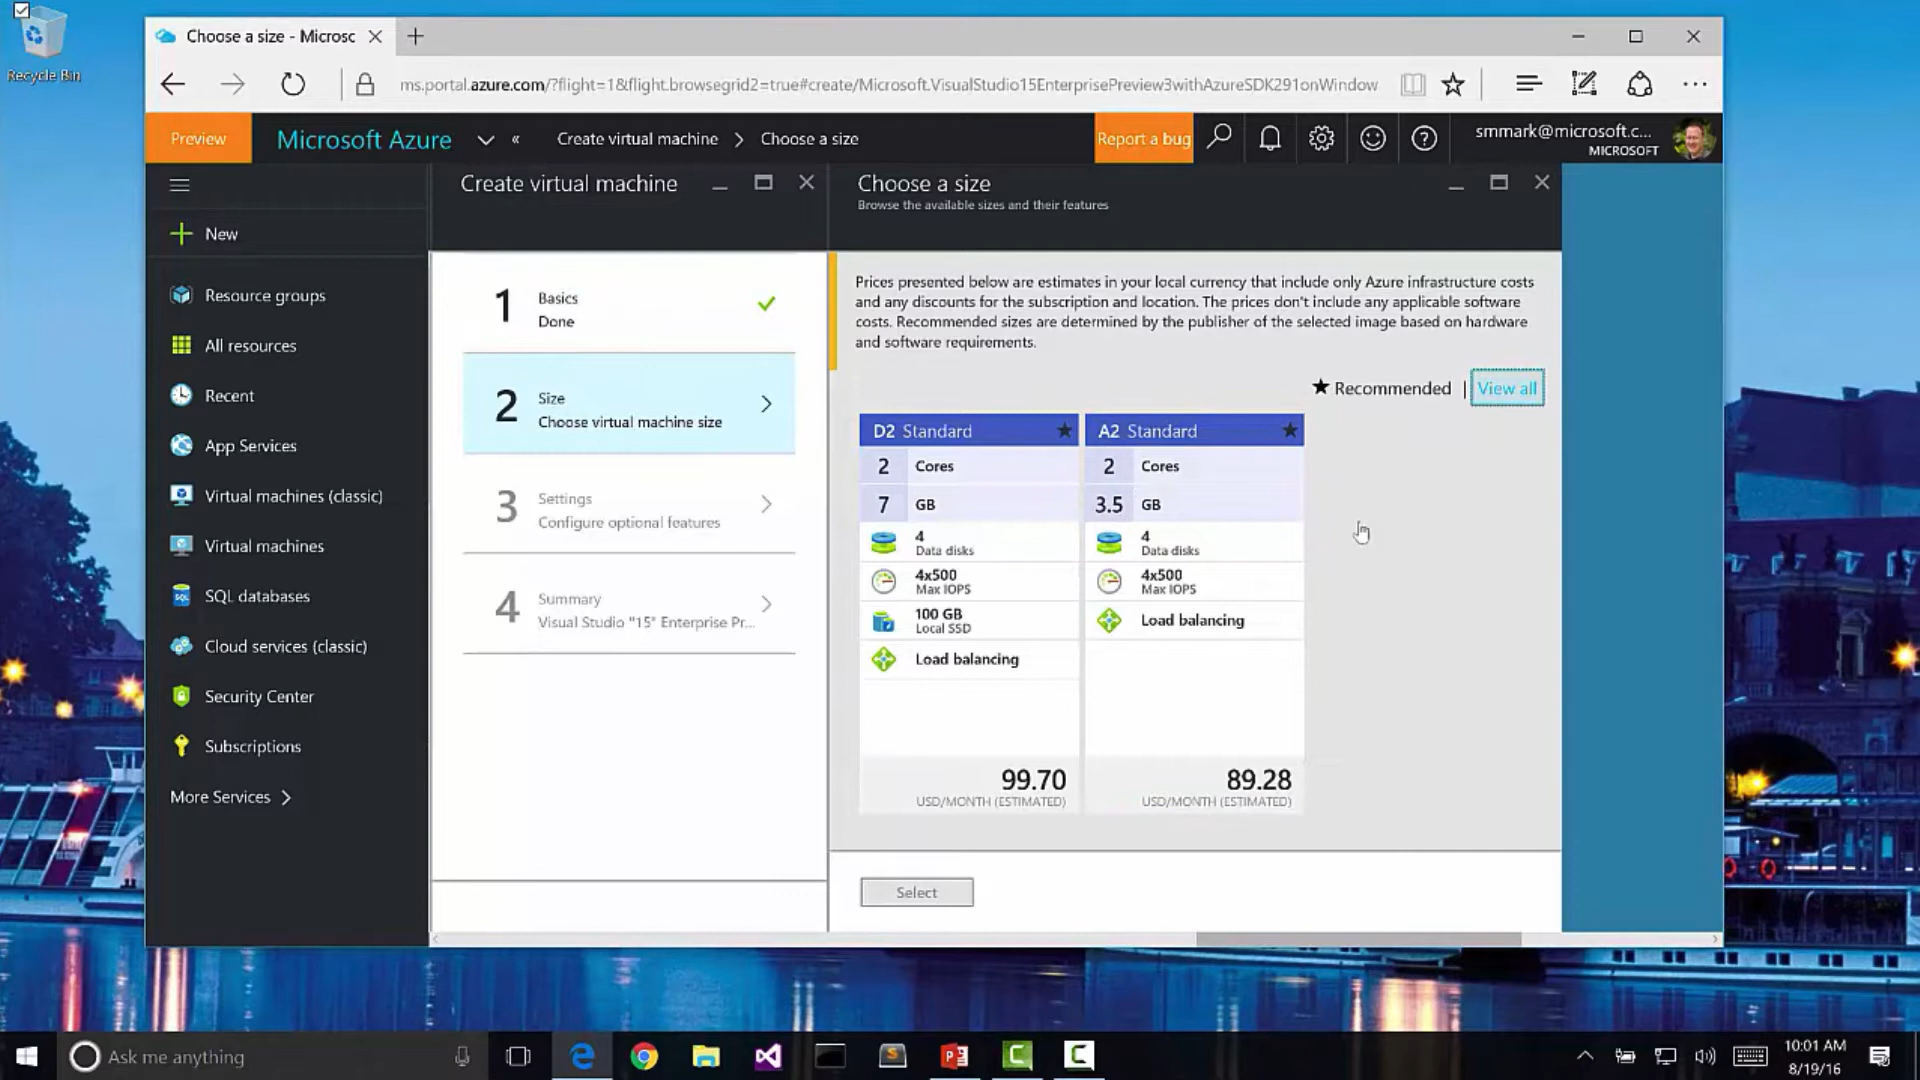 Recycle Bin
Choose a size - Microsc
ms.portal.azure.com/?flight=1&flight.browsegrid2=true#create/Microsoft.VisualStudio15EnterprisePreview3withAzureSDK291onWindow
Preview
Microsoft Azure
«
Create virtual machine
Choose a size
Report a bug
smmark@microsoft.c...
MICROSOFT
New
Resource groups
All resources
Recent
App Services
Virtual machines (classic)
Virtual machines
SQL databases
Cloud services (classic)
Security Center
Subscriptions
More Services
Create virtual machine
1
Basics
Done
2
Size
Choose virtual machine size
3
Settings
Configure optional features
4
Summary
Visual Studio "15" Enterprise Pr...
Choose a size
Browse the available sizes and their features
Prices presented below are estimates in your local currency that include only Azure infrastructure costs
and any discounts for the subscription and location. The prices don't include any applicable software
costs. Recommended sizes are determined by the publisher of the selected image based on hardware
and software requirements.
★ Recommended | View all
D2 Standard
2 Cores
7 GB
4
Data disks
4x500
Max IOPS
100 GB
Local SSD
Load balancing
99.70
USD/MONTH (ESTIMATED)
A2 Standard
2 Cores
3.5 GB
4
Data disks
4x500
Max IOPS
Load balancing
89.28
USD/MONTH (ESTIMATED)
Select
Ask me anything
10:01 AM
8/19/16